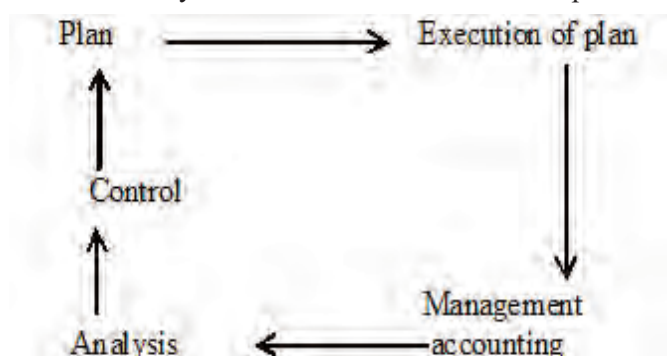 Plan
Execution of plan
Control
Management
accounting
Analysis